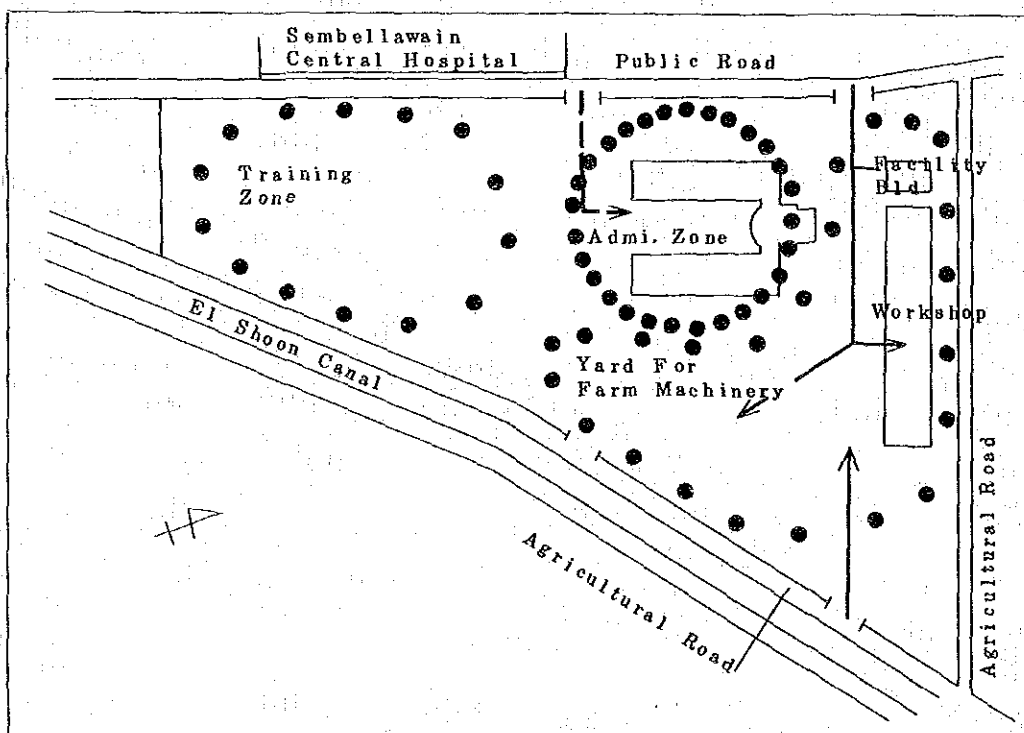 Sembellawain
Central Hospital
Public Road
Training
Zone
Facility
Bld.
Admi. Zone
El Shoon Canal
Workshop
Yard For
Farm Machinery
Agricultural Road
Agricultural Road